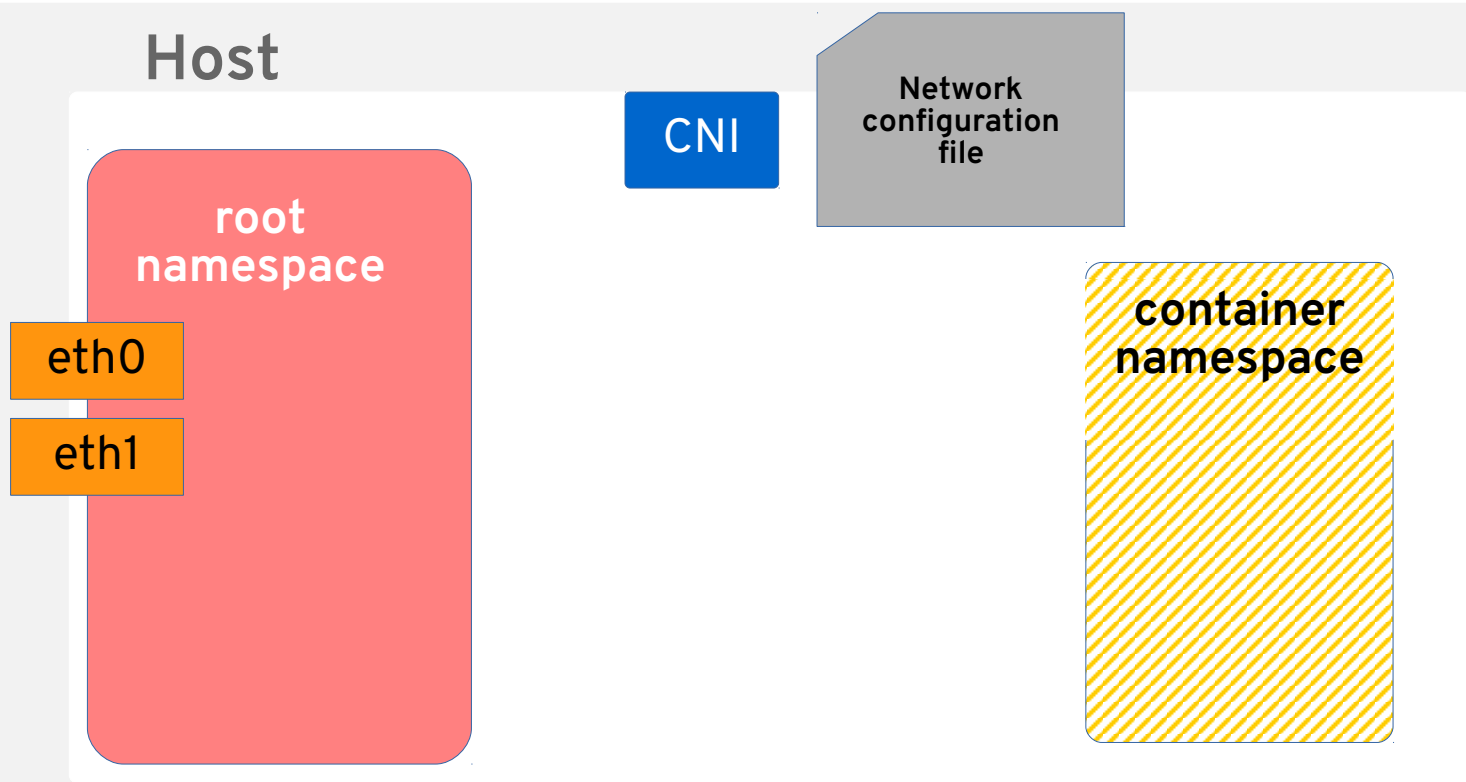 Host
CNI
Network
configuration
file
root
namespace
container
namespace
eth0
eth1